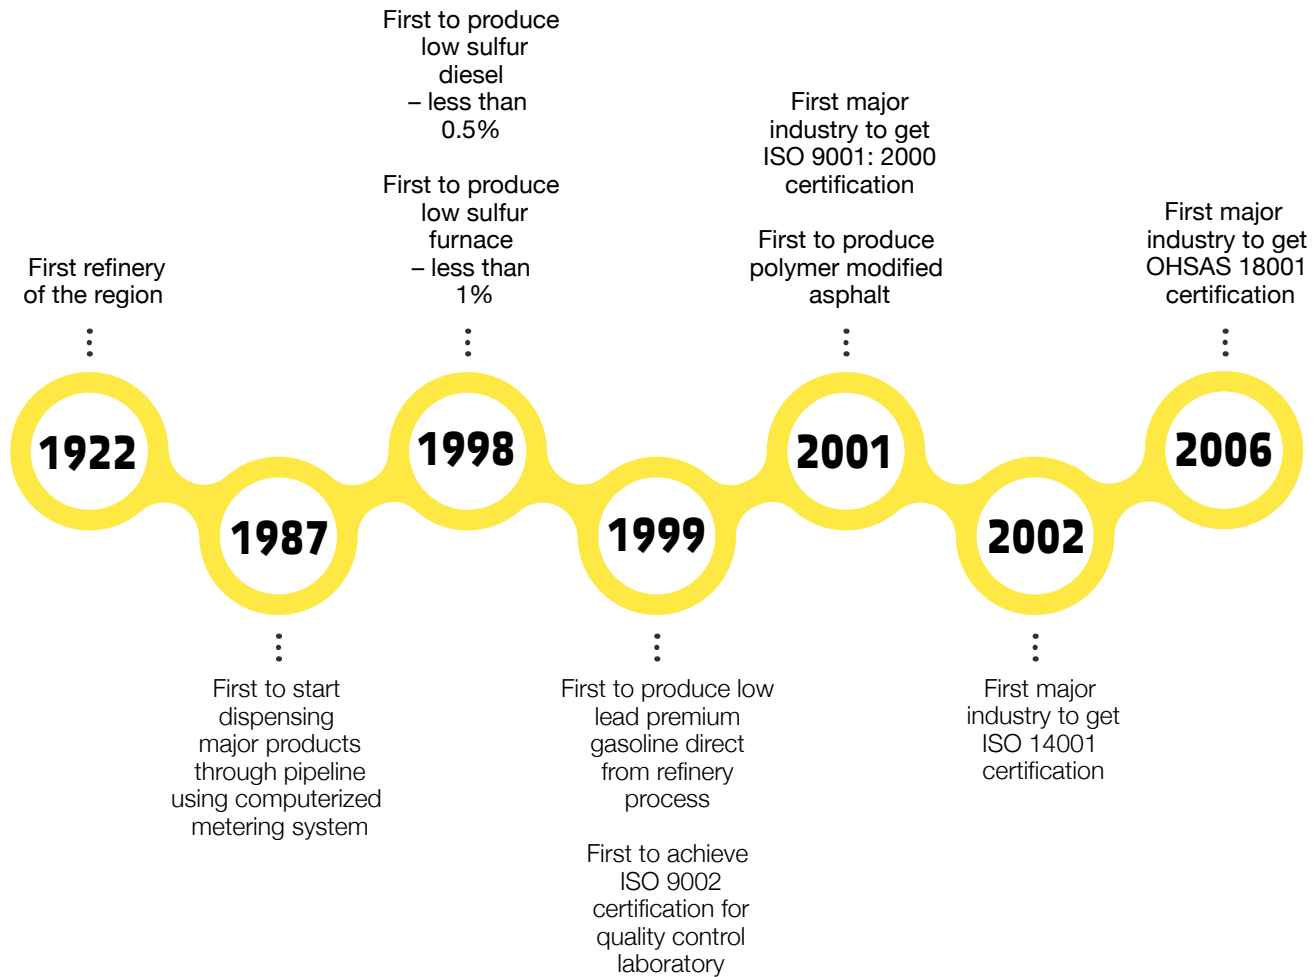 First refinery
of the region
1922
1987
First to start
dispensing
major products
through pipeline
using computerized
metering system
First to produce
low sulfur
diesel
– less than
0.5%
First to produce
low sulfur
furnace
– less than
1%
1998
1999
First to produce low
lead premium
gasoline direct
from refinery
process
First to achieve
ISO 9002
certification for
quality control
laboratory
First major
industry to get
ISO 9001: 2000
certification
First to produce
polymer modified
asphalt
2001
2002
First major
industry to get
ISO 14001
certification
First major
industry to get
OHSAS 18001
certification
2006